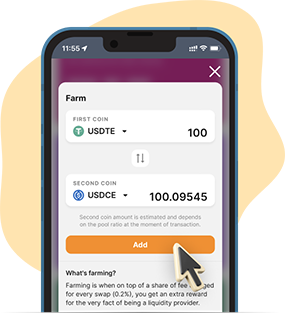 11:55
Farm
FIRST COIN
USDTE 100
SECOND COIN
USDCE 100.09545
Second coin amount is estimated and depends
on the pool ratio at the moment of transaction.
Add
What's farming?
Farming is when on top of a share of fee
for every swap (0.2%), you get an extra reward
for the very fact of being a liquidity provider.